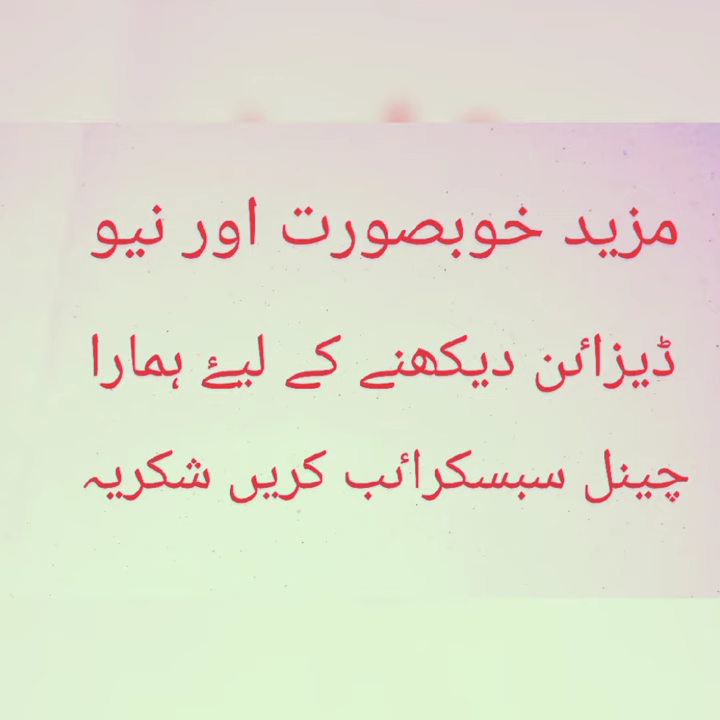 مزید خوبصورت اور نیو
ڈیزائن دیکھنے کے لیۓ ہمارا
چینل سبسکرائب کریں شکریہ